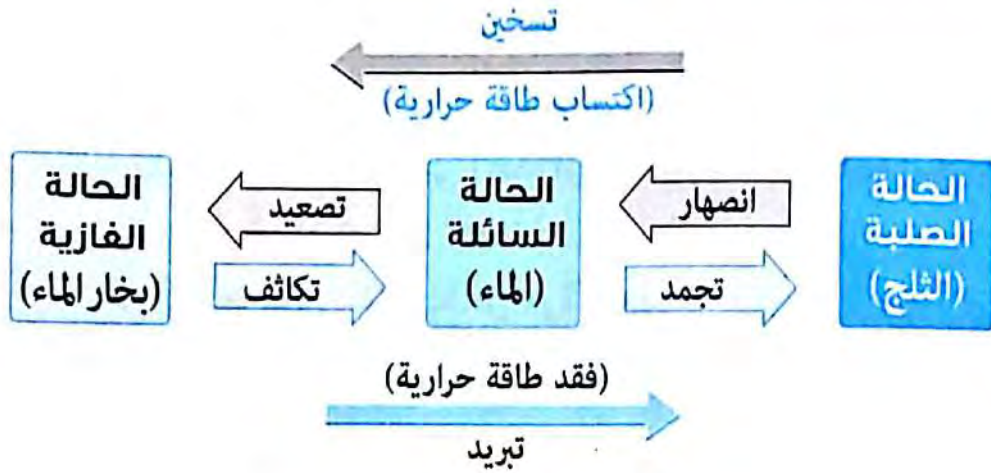 تسخين
(اكتساب طاقة حرارية)
الحالة
الصلبة
(الثلج)
انصهار
تجمد
الحالة
السائلة
(الماء)
تصعيد
تكاثف
الحالة
الغازية
(بخار الماء)
(فقد طاقة حرارية)
تبريد